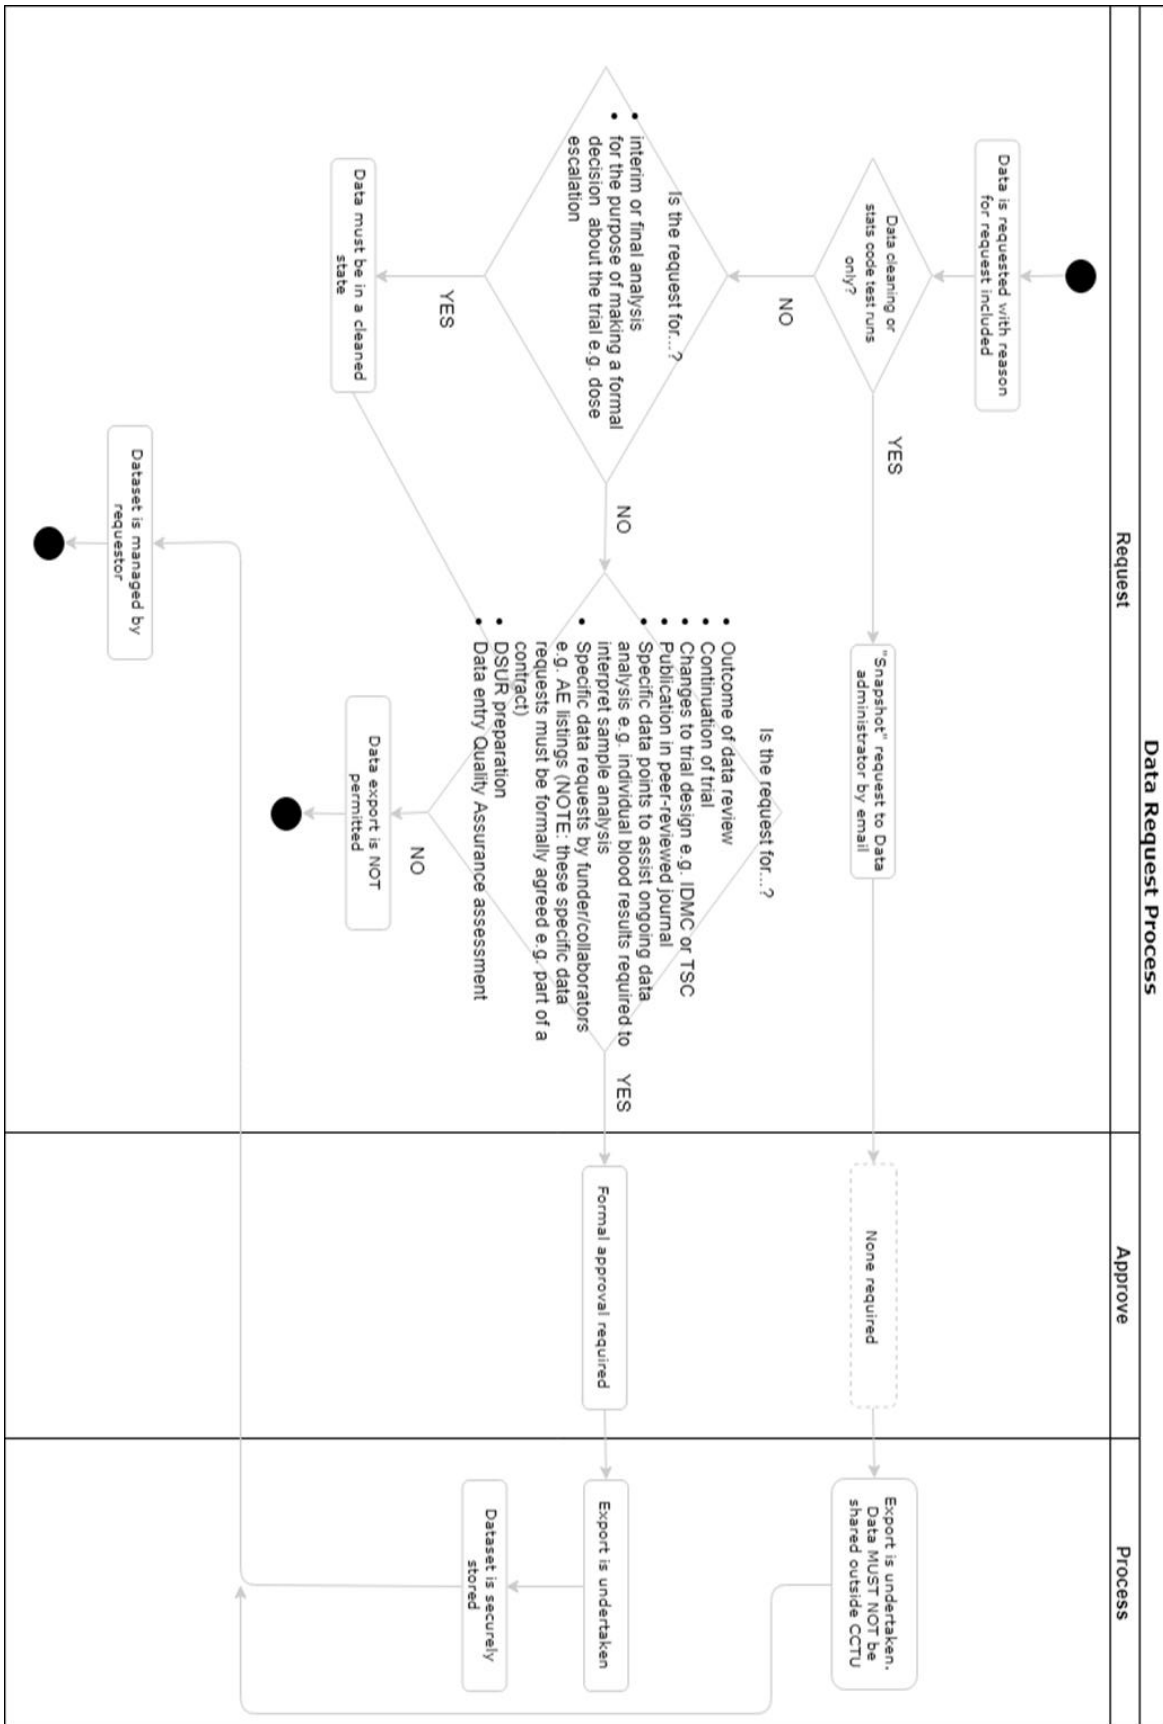 Data Request Process
Request
Approve
Process
Data is requested with reason
for request included
Data cleaning or
stats code test runs
only?
YES
"Snapshot" request to Data
administrator by email
None required
Export is undertaken.
Data MUST NOT be
shared outside CCTU
NO
Is the request for...?
• interim or final analysis
• for the purpose of making a formal
decision about the trial e.g. dose
escalation
NO
Is the request for...?
• Outcome of data review
• Continuation of trial
• Changes to trial design e.g. IDMC or TSC
• Publication in peer-reviewed journal
• Specific data points to assist ongoing data
analysis e.g. individual blood results required to
interpret sample analysis
• Specific data requests by funder/collaborators
e.g. AE listings (NOTE: these specific data
requests must be formally agreed e.g. part of a
contract)
• DSUR preparation
• Data entry Quality Assurance assessment
YES
Formal approval required
Export is undertaken
Dataset is securely
stored
YES
Data must be in a cleaned
state
NO
Data export is NOT
permitted
Dataset is managed by
requestor